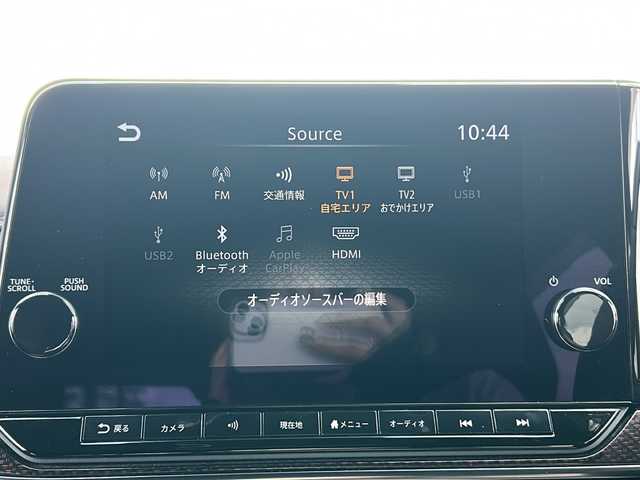 Source
10:44
AM
FM
交通情報
TV1
自宅エリア
TV2
おでかけエリア
USB1
USB2
Bluetooth
オーディオ
Apple
CarPlay
HDMI
オーディオソースバーの編集
TUNE・
SCROLL
PUSH
SOUND
VOL
戻る
カメラ
現在地
メニュー
オーディオ